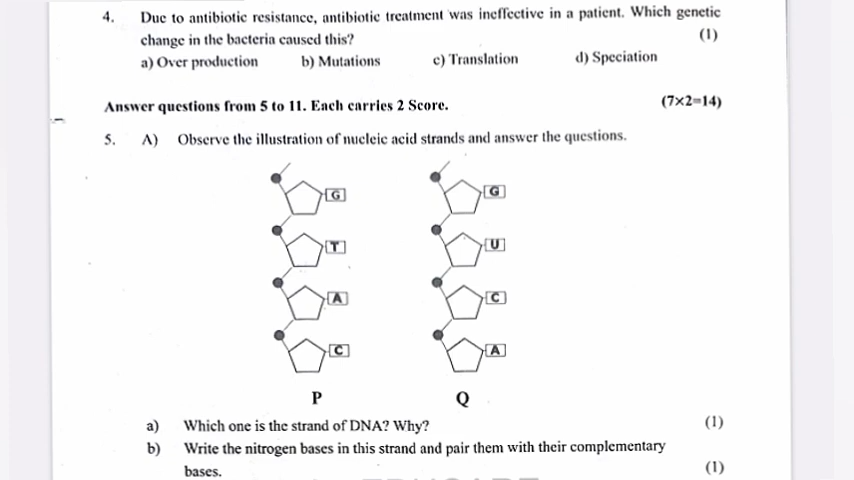 4. Due to antibiotic resistance, antibiotic treatment was ineffective in a patient. Which genetic
change in the bacteria caused this? (1)
a) Over production b) Mutations c) Translation d) Speciation
Answer questions from 5 to 11. Each carries 2 Score. (7×2=14)
5. A) Observe the illustration of nucleic acid strands and answer the questions.
G G
T U
A C
C A
P Q
a) Which one is the strand of DNA? Why? (1)
b) Write the nitrogen bases in this strand and pair them with their complementary
bases. (1)